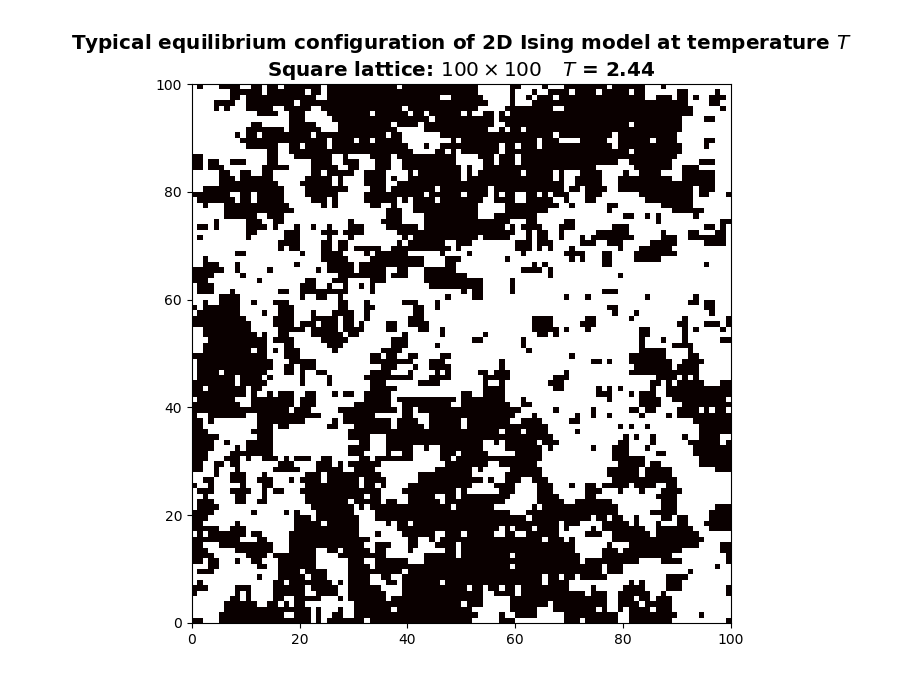 Typical equilibrium configuration of 2D Ising model at temperature T
Square lattice: 100 × 100 T = 2.44
100
80
60
40
20
0
0 20 40 60 80 100